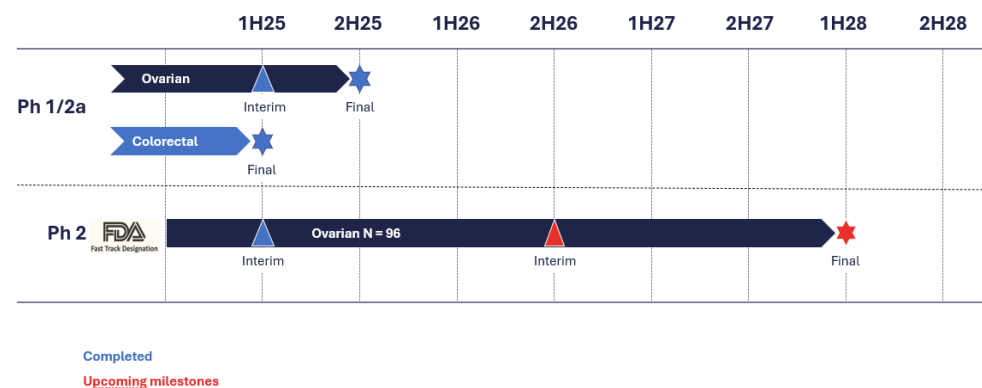 1H25 2H25 1H26 2H26 1H27 2H27 1H28 2H28
Ovarian
Interim Final
Ph 1/2a
Colorectal
Final
Ph 2 FDA Ovarian N = 96
Fast Track Designation
Interim Interim Final
Completed
Upcoming milestones